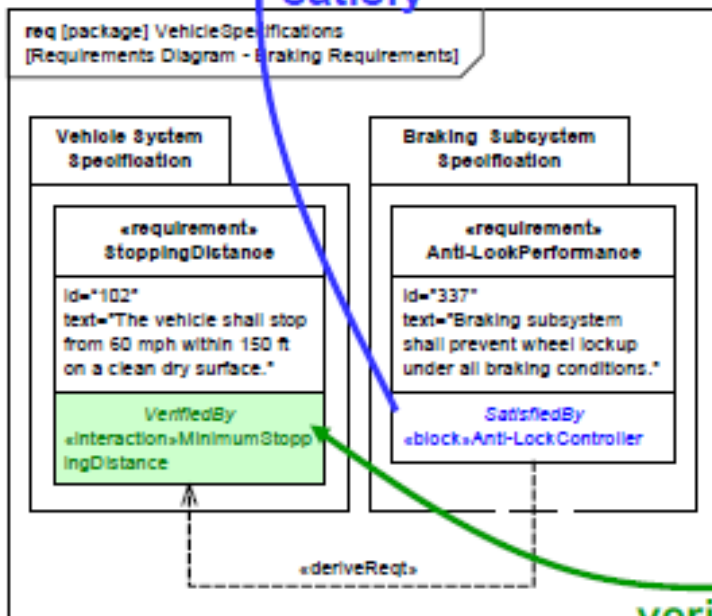 satisfy
req [package] VehicleSpecifications
[Requirements Diagram - Braking Requirements]
Vehicle System
Specification
Braking Subsystem
Specification
«requirement»
StoppingDistance
id="102"
text="The vehicle shall stop
from 60 mph within 150 ft
on a clean dry surface."
VerifiedBy
«interaction»MinimumStopp
ingDistance
«requirement»
Anti-LockPerformance
id="337"
text="Braking subsystem
shall prevent wheel lockup
under all braking conditions."
SatisfiedBy
«block»Anti-LockController
«deriveReqt»